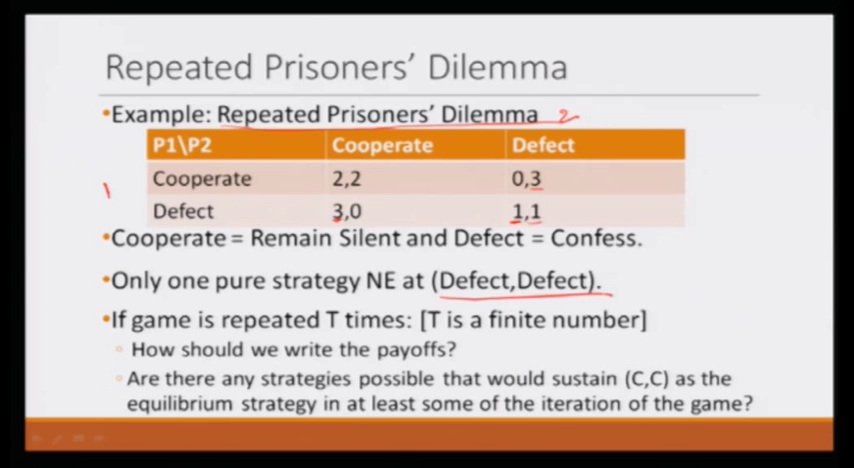 Repeated Prisoners' Dilemma
•Example: Repeated Prisoners' Dilemma 2
P1\P2 Cooperate Defect
1 Cooperate 2,2 0,3
Defect 3,0 1,1
•Cooperate = Remain Silent and Defect = Confess.
•Only one pure strategy NE at (Defect,Defect).
•If game is repeated T times: [T is a finite number]
◦ How should we write the payoffs?
◦ Are there any strategies possible that would sustain (C,C) as the
equilibrium strategy in at least some of the iteration of the game?